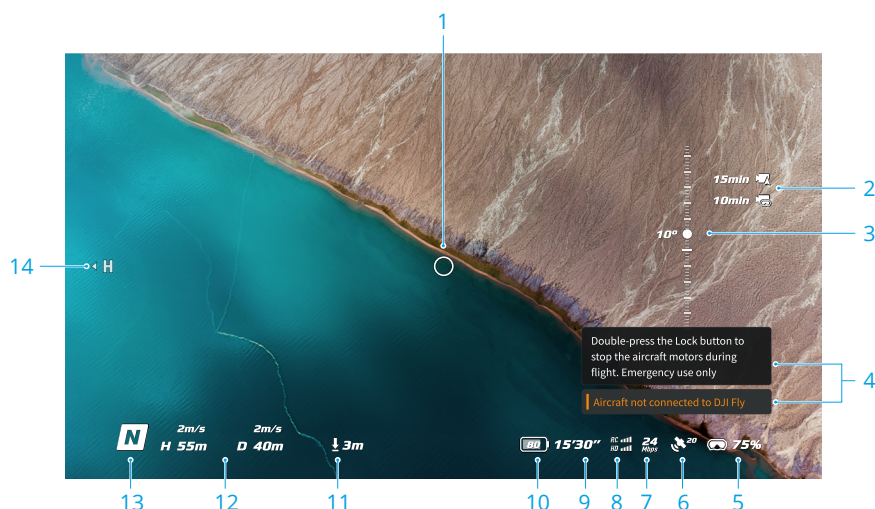 1
15min
2
10min
10°
3
14
H
Double-press the Lock button to
stop the aircraft motors during
flight. Emergency use only
4
Aircraft not connected to DJI Fly
N
2m/s
H 55m
2m/s
D 40m
3m
80
15'30"
RC
HD
24
Mbps
20
75%
13
12
11
10
9
8
7
6
5